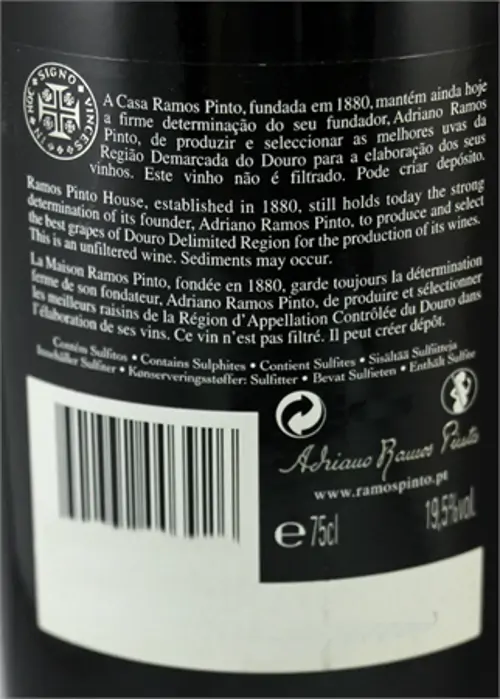 IN HOC SIGNO VINCES
A Casa Ramos Pinto, fundada em 1880, mantém ainda hoje
a firme determinação do seu fundador, Adriano Ramos
Pinto, de produzir e seleccionar as melhores uvas da
Região Demarcada do Douro para a elaboração dos seus
vinhos. Este vinho não é filtrado. Pode criar depósito.
Ramos Pinto House, established in 1880, still holds today the strong
determination of its founder, Adriano Ramos Pinto, to produce and select
the best grapes of Douro Delimited Region for the production of its wines.
This is an unfiltered wine. Sediments may occur.
La Maison Ramos Pinto, fondée en 1880, garde toujours la détermination
ferme de son fondateur, Adriano Ramos Pinto, de produire et sélectionner
les meilleurs raisins de la Région d'Appellation Contrôlée du Douro dans
l'élaboration de ses vins. Ce vin n'est pas filtré. Il peut créer dépôt.
Contém Sulfitos • Contains Sulphites • Contient Sulfites • Sisältää Sulfiitteja
Innehåller Sulfiter • Konserveringsstoffer: Sulfitter • Bevat Sulfieten • Enthält Sulfite
Adriano Ramos Pinto
www.ramospinto.pt
e 75cl 19,5%vol.